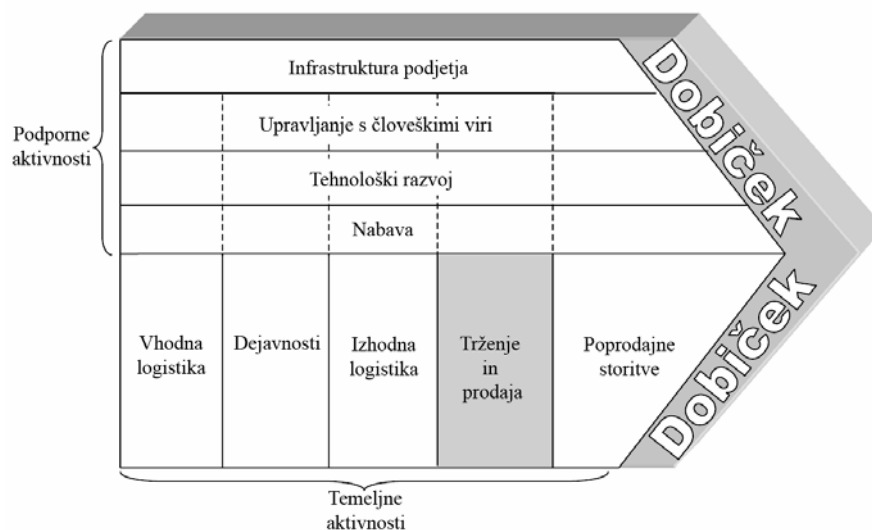 Infrastruktura podjetja
Podporne
aktivnosti
Upravljanje s človeškimi viri
Tehnološki razvoj
Nabava
Dobiček
Vhodna
logistika
Dejavnosti
Izhodna
logistika
Trženje
in
prodaja
Poprodajne
storitve
Dobiček
Temeljne
aktivnosti